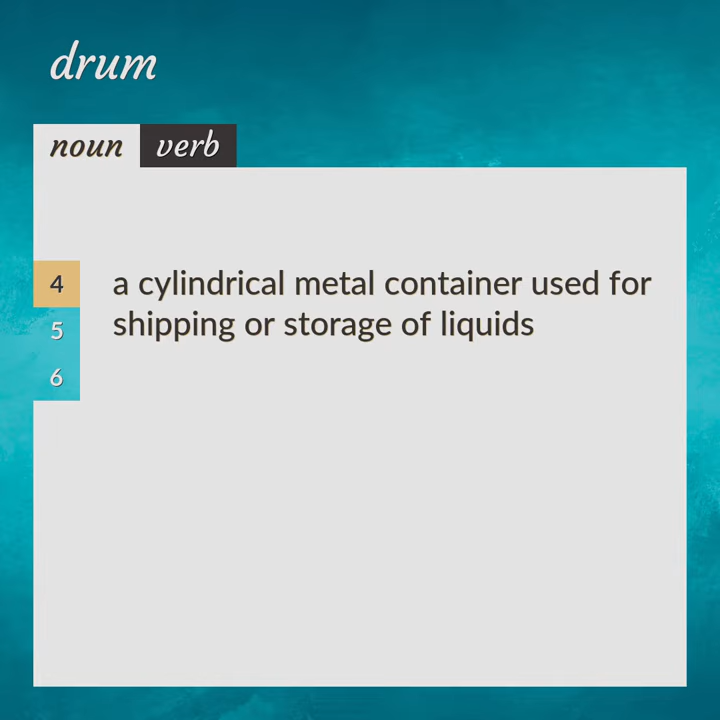 drum
noun verb
4 a cylindrical metal container used for
5 shipping or storage of liquids
6